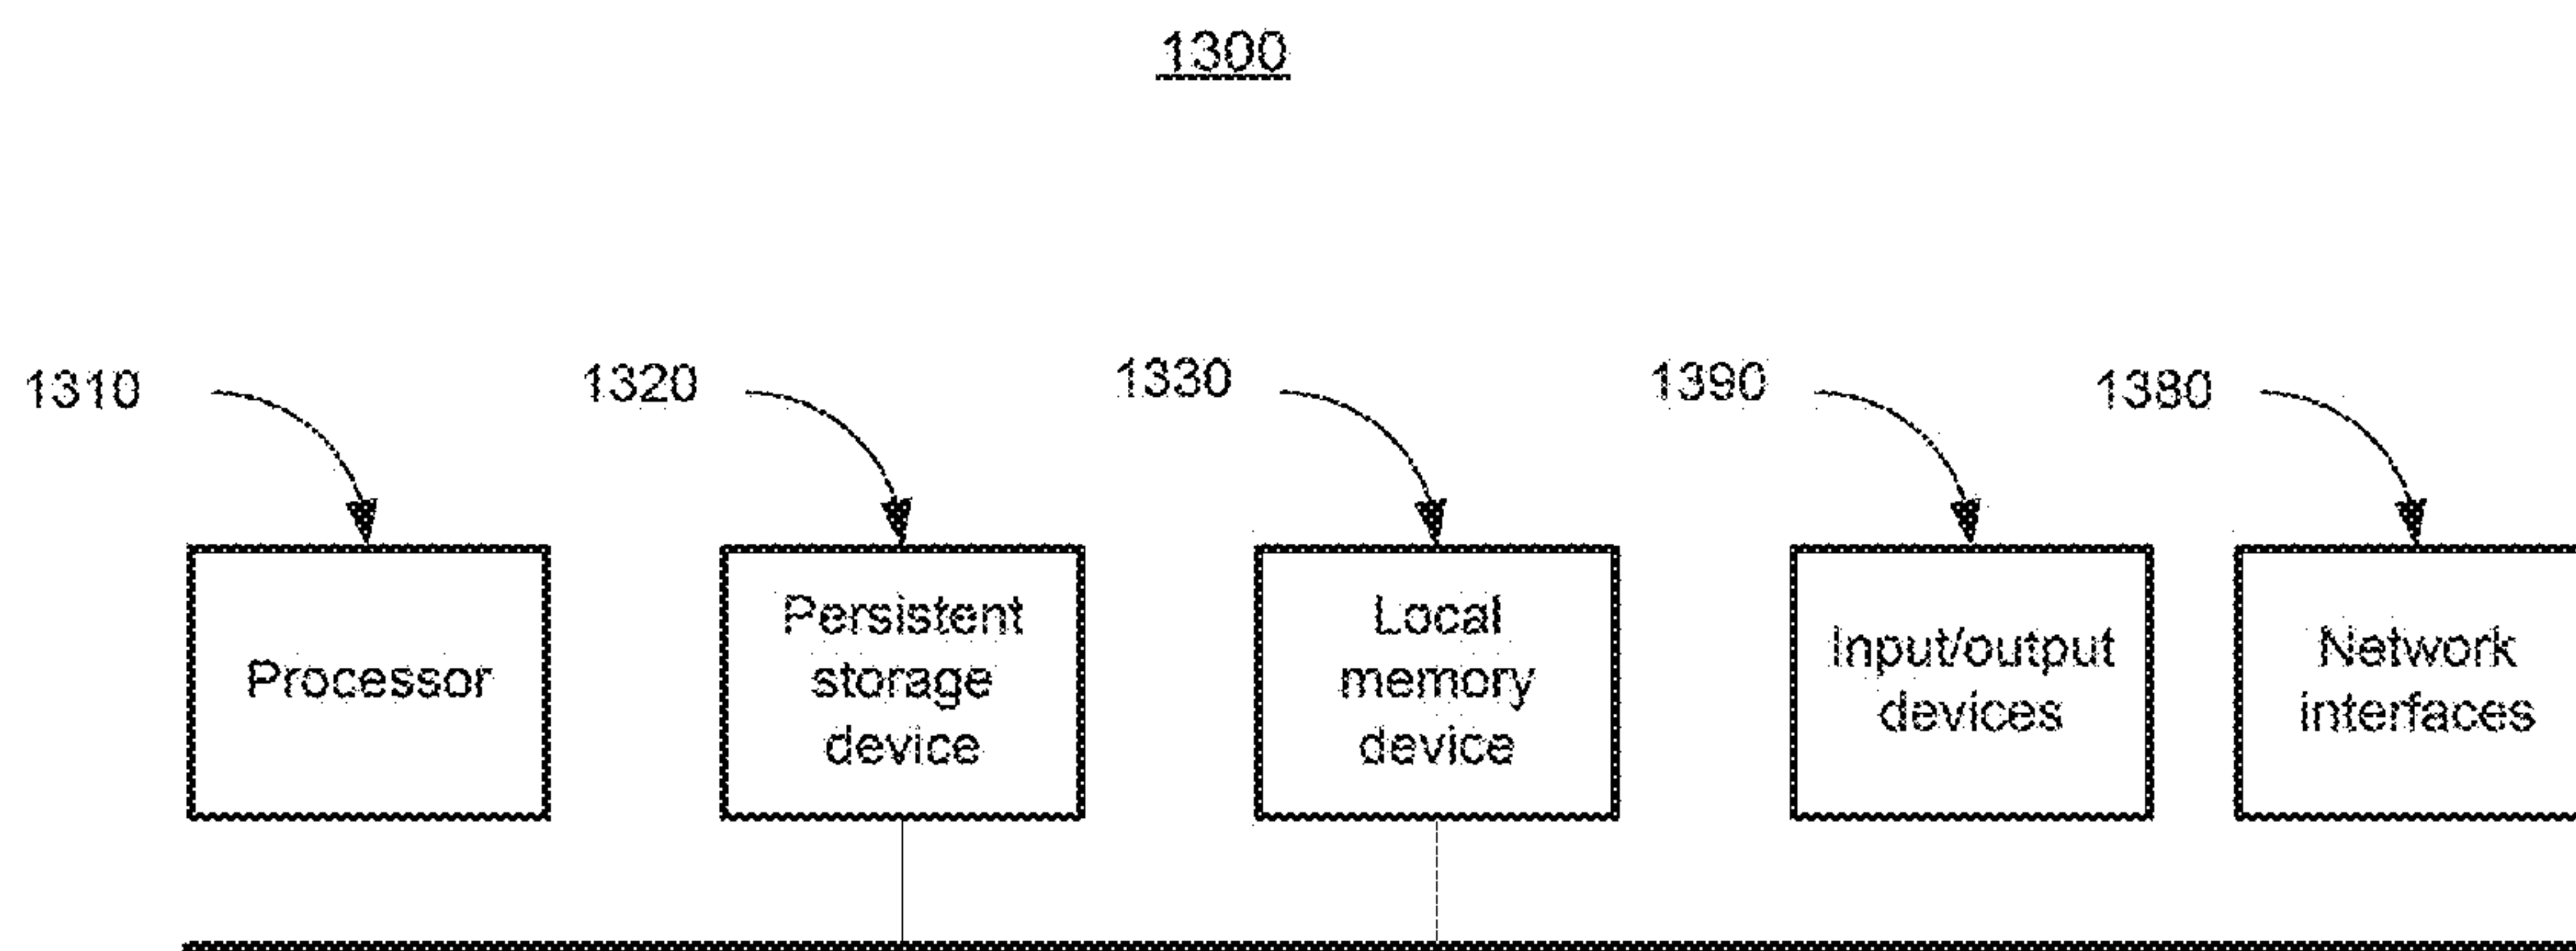 1300
1310
1320
1330
1390
1380
Processor
Persistent
storage
device
Local
memory
device
Input/output
devices
Network
interfaces